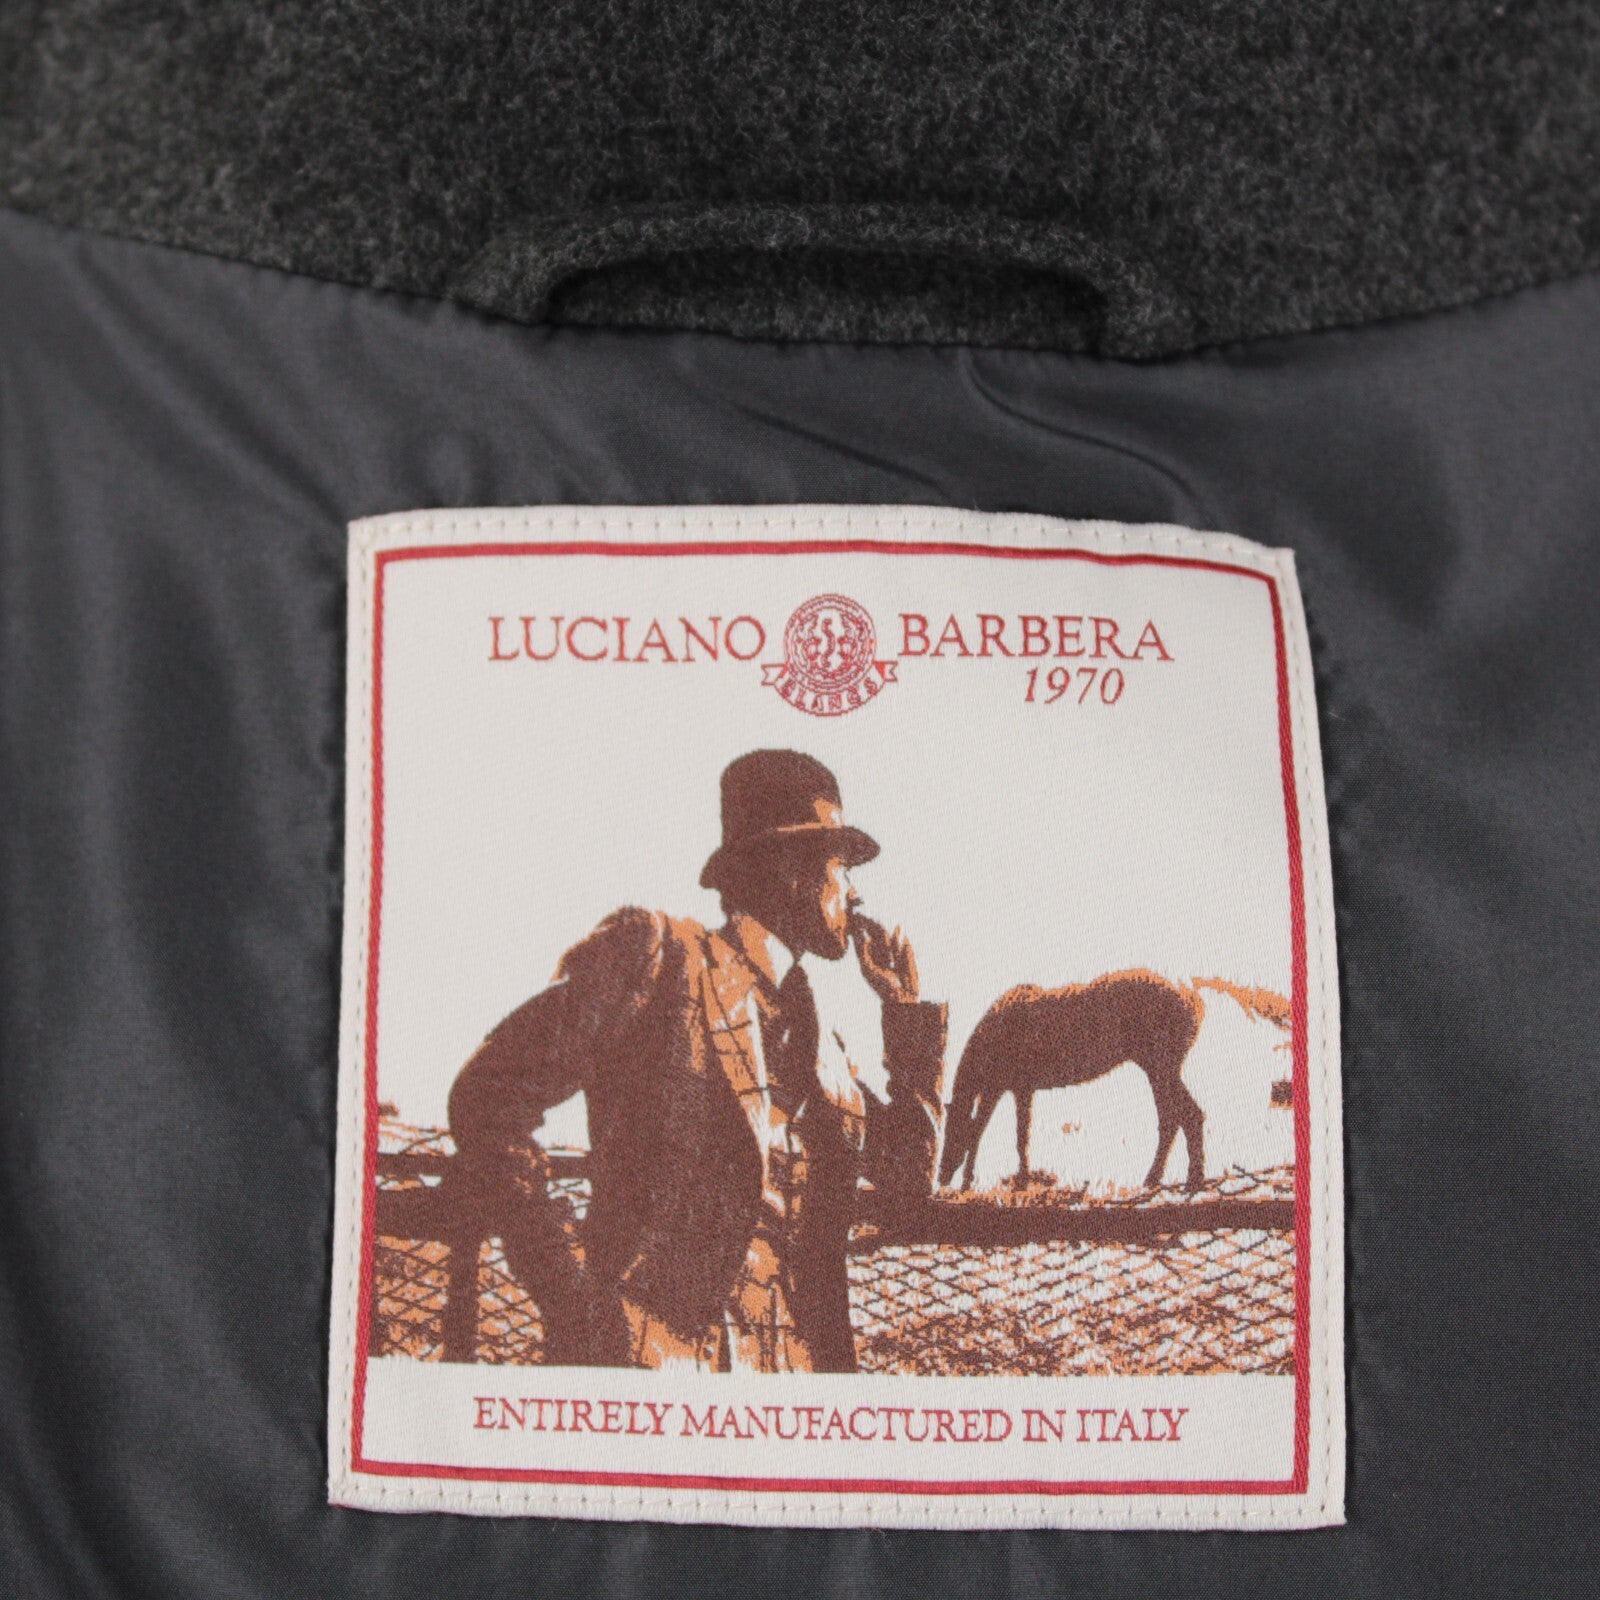 LUCIANO BARBERA
1970
ENTIRELY MANUFACTURED IN ITALY